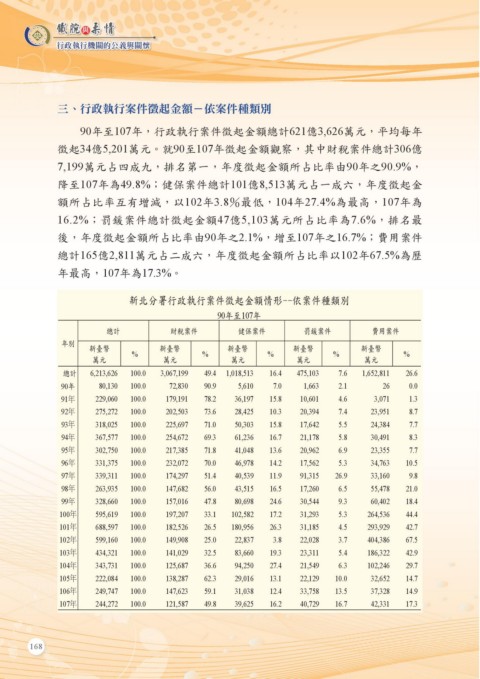 鐵腕與柔情
行政執行機關的公義與關懷
三、行政執行案件徵起金額－依案件種類別
90年至107年，行政執行案件徵起金額總計621億3,626萬元，平均每年
徵起34億5,201萬元。就90至107年徵起金額觀察，其中財稅案件總計306億
7,199萬元占四成九，排名第一，年度徵起金額所占比率由90年之90.9%，
降至107年為49.8%；健保案件總計101億8,513萬元占一成六，年度徵起金
額所占比率互有增減，以102年3.8%最低，104年27.4%為最高，107年為
16.2%；罰鍰案件總計徵起金額47億5,103萬元所占比率為7.6%，排名最
後，年度徵起金額所占比率由90年之2.1%，增至107年之16.7%；費用案件
總計165億2,811萬元占二成六，年度徵起金額所占比率以102年67.5%為歷
年最高，107年為17.3%。
新北分署行政執行案件徵起金額情形--依案件種類別
90年至107年
年別 總計 財稅案件 健保案件 罰鍰案件 費用案件
新臺幣萬元 % 新臺幣萬元 % 新臺幣萬元 % 新臺幣萬元 % 新臺幣萬元 %
總計 6,213,626 100.0 3,067,199 49.4 1,018,513 16.4 475,103 7.6 1,652,811 26.6
90年 80,130 100.0 72,830 90.9 5,610 7.0 1,663 2.1 26 0.0
91年 229,060 100.0 179,191 78.2 36,197 15.8 10,601 4.6 3,071 1.3
92年 275,272 100.0 202,503 73.6 28,425 10.3 20,394 7.4 23,951 8.7
93年 318,025 100.0 225,697 71.0 50,303 15.8 17,642 5.5 24,384 7.7
94年 367,577 100.0 254,672 69.3 61,236 16.7 21,178 5.8 30,491 8.3
95年 302,750 100.0 217,385 71.8 41,048 13.6 20,962 6.9 23,355 7.7
96年 331,375 100.0 232,072 70.0 46,978 14.2 17,562 5.3 34,763 10.5
97年 339,311 100.0 174,297 51.4 40,539 11.9 91,315 26.9 33,160 9.8
98年 263,935 100.0 147,682 56.0 43,515 16.5 17,260 6.5 55,478 21.0
99年 328,660 100.0 157,016 47.8 80,698 24.6 30,544 9.3 60,402 18.4
100年 595,619 100.0 197,207 33.1 102,582 17.2 31,293 5.3 264,536 44.4
101年 688,597 100.0 182,526 26.5 180,956 26.3 31,185 4.5 293,929 42.7
102年 599,160 100.0 149,908 25.0 22,837 3.8 22,028 3.7 404,386 67.5
103年 434,321 100.0 141,029 32.5 83,660 19.3 23,311 5.4 186,322 42.9
104年 343,731 100.0 125,687 36.6 94,250 27.4 21,549 6.3 102,246 29.7
105年 222,084 100.0 138,287 62.3 29,016 13.1 22,129 10.0 32,652 14.7
106年 249,747 100.0 147,623 59.1 31,038 12.4 33,758 13.5 37,328 14.9
107年 244,272 100.0 121,587 49.8 39,625 16.2 40,729 16.7 42,331 17.3
168